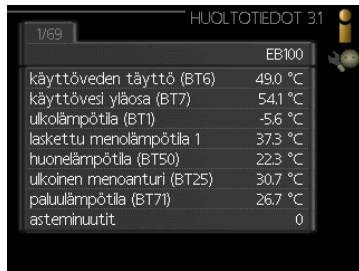 HUOLTOTIEDOT 3.1
1/69
EB100
käyttöveden täyttö (BT6) 49.0 °C
käyttövesi yläosa (BT7) 54.1 °C
ulkolämpötila (BT1) -5.6 °C
laskettu menolämpötila 1 37.3 °C
huonelämpötila (BT50) 22.3 °C
ulkoinen menoanturi (BT25) 30.7 °C
paluulämpötila (BT71) 26.7 °C
asteminuutit 0